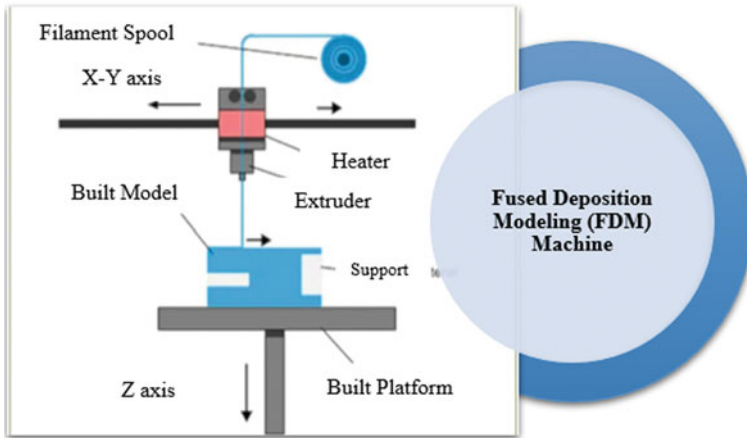 Filament Spool
X-Y axis
Heater
Extruder
Built Model
Support
Built Platform
Z axis
Fused Deposition
Modeling (FDM)
Machine